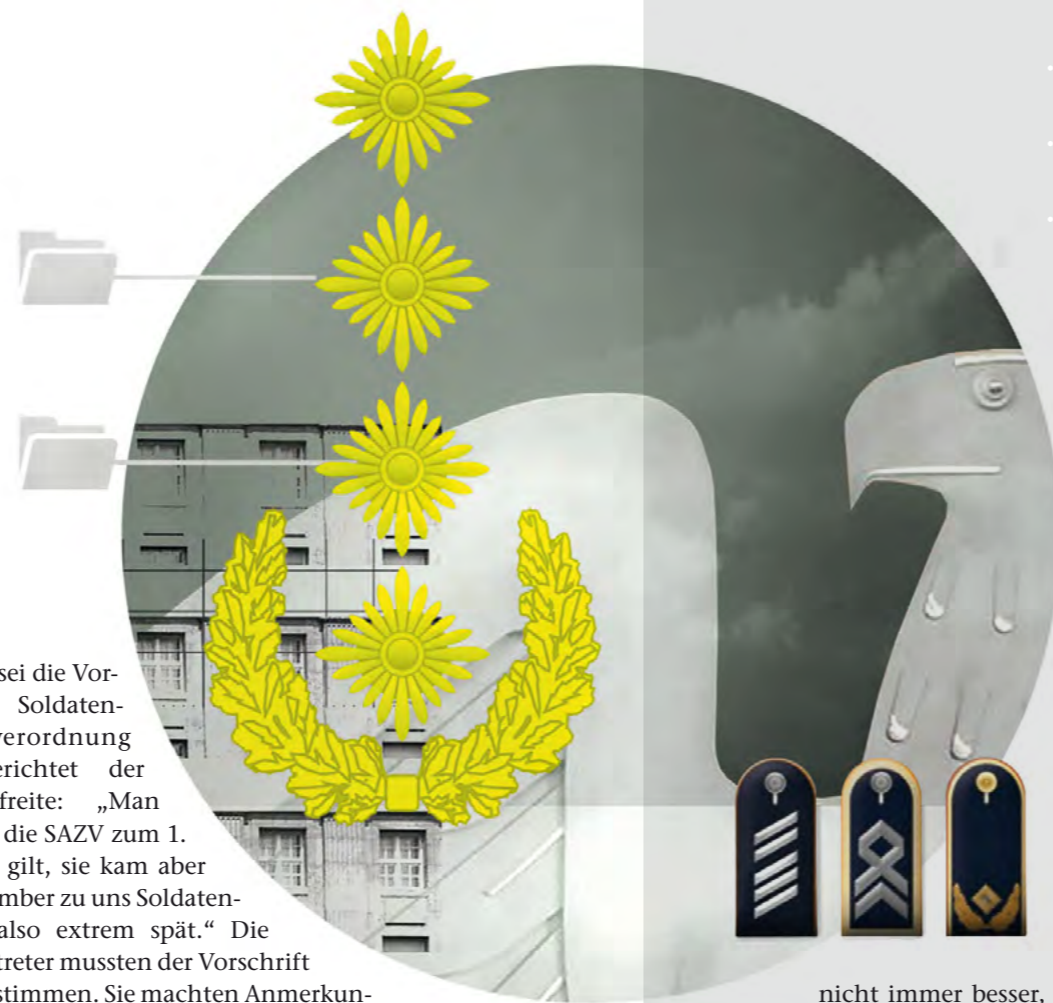 sei die Vor-
Soldaten-
verordnung
erichtet der
freite: „Man
die SAZV zum 1.
gilt, sie kam aber
mber zu uns Soldaten-
also extrem spät.“ Die
treter mussten der Vorschrift
stimmen. Sie machten Anmerkun-
nicht immer besser,